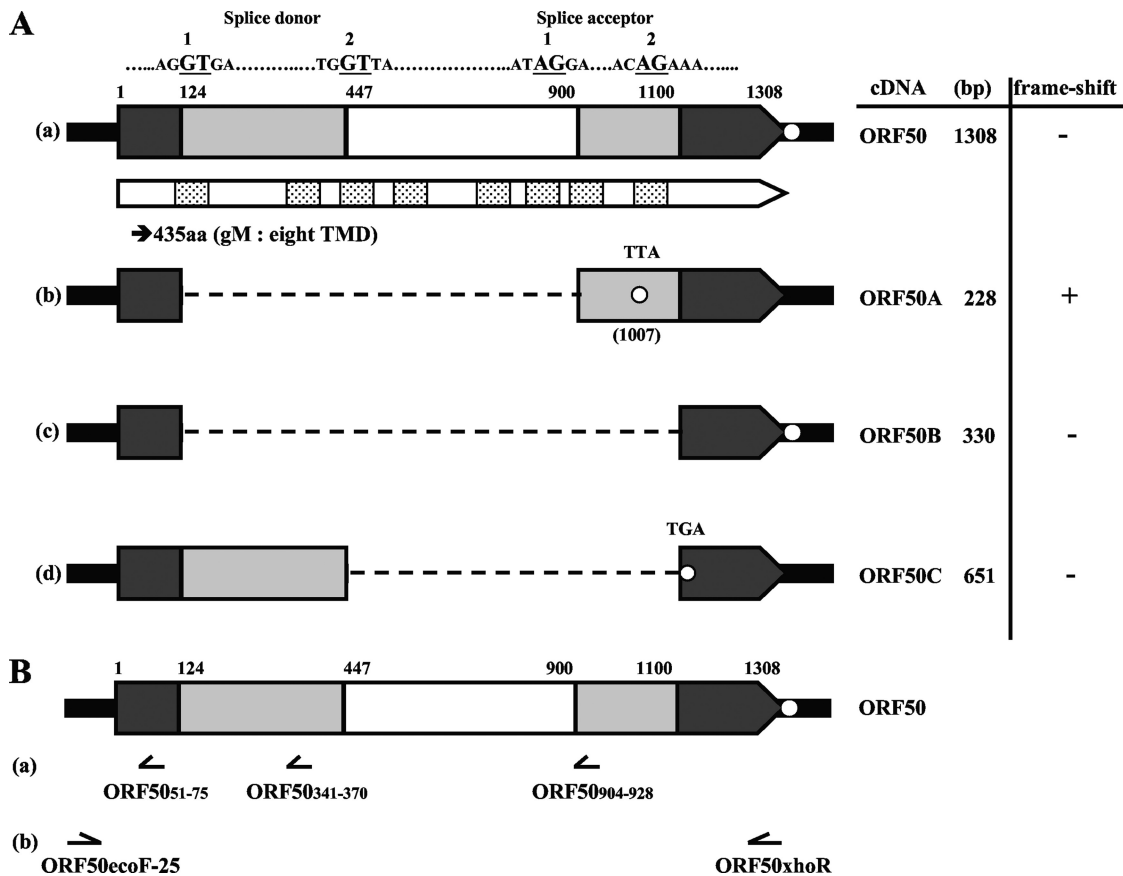 A
Splice donor Splice acceptor
1 2 1 2
......AGGTGA..............TGGTTA....................ATAGGA....ACAGAAA.......
1 124 447 900 1100 1308
cDNA (bp) frame-shift
(a) ORF50 1308 -
➔435aa (gM : eight TMD)
TTA
(b) ORF50A 228 +
(1007)
(c) ORF50B 330 -
TGA
(d) ORF50C 651 -
B
1 124 447 900 1100 1308
ORF50
(a)
ORF5051-75 ORF50341-370 ORF50904-928
(b)
ORF50ecoF-25 ORF50xhoR